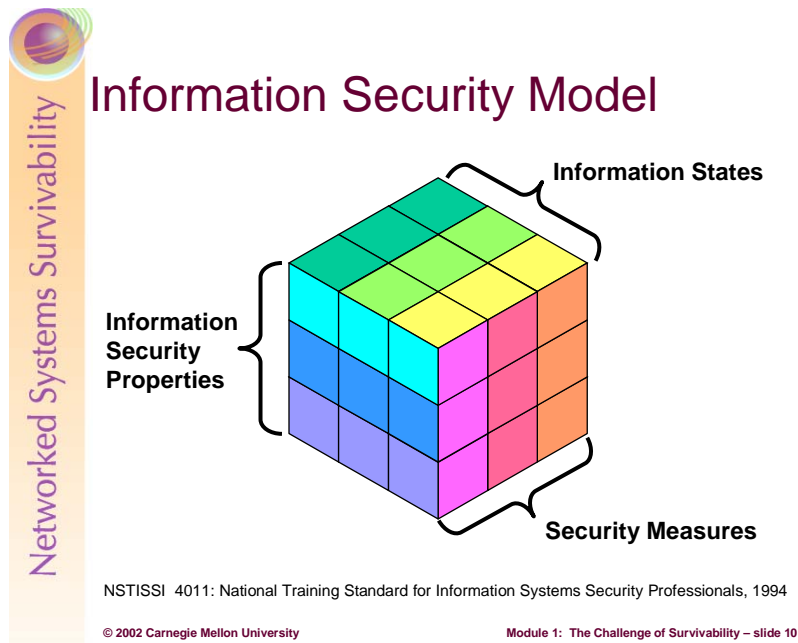 Networked Systems Survivability
Information Security Model
Information States
Information
Security
Properties
Security Measures
NSTISSI 4011: National Training Standard for Information Systems Security Professionals, 1994
© 2002 Carnegie Mellon University
Module 1: The Challenge of Survivability – slide 10